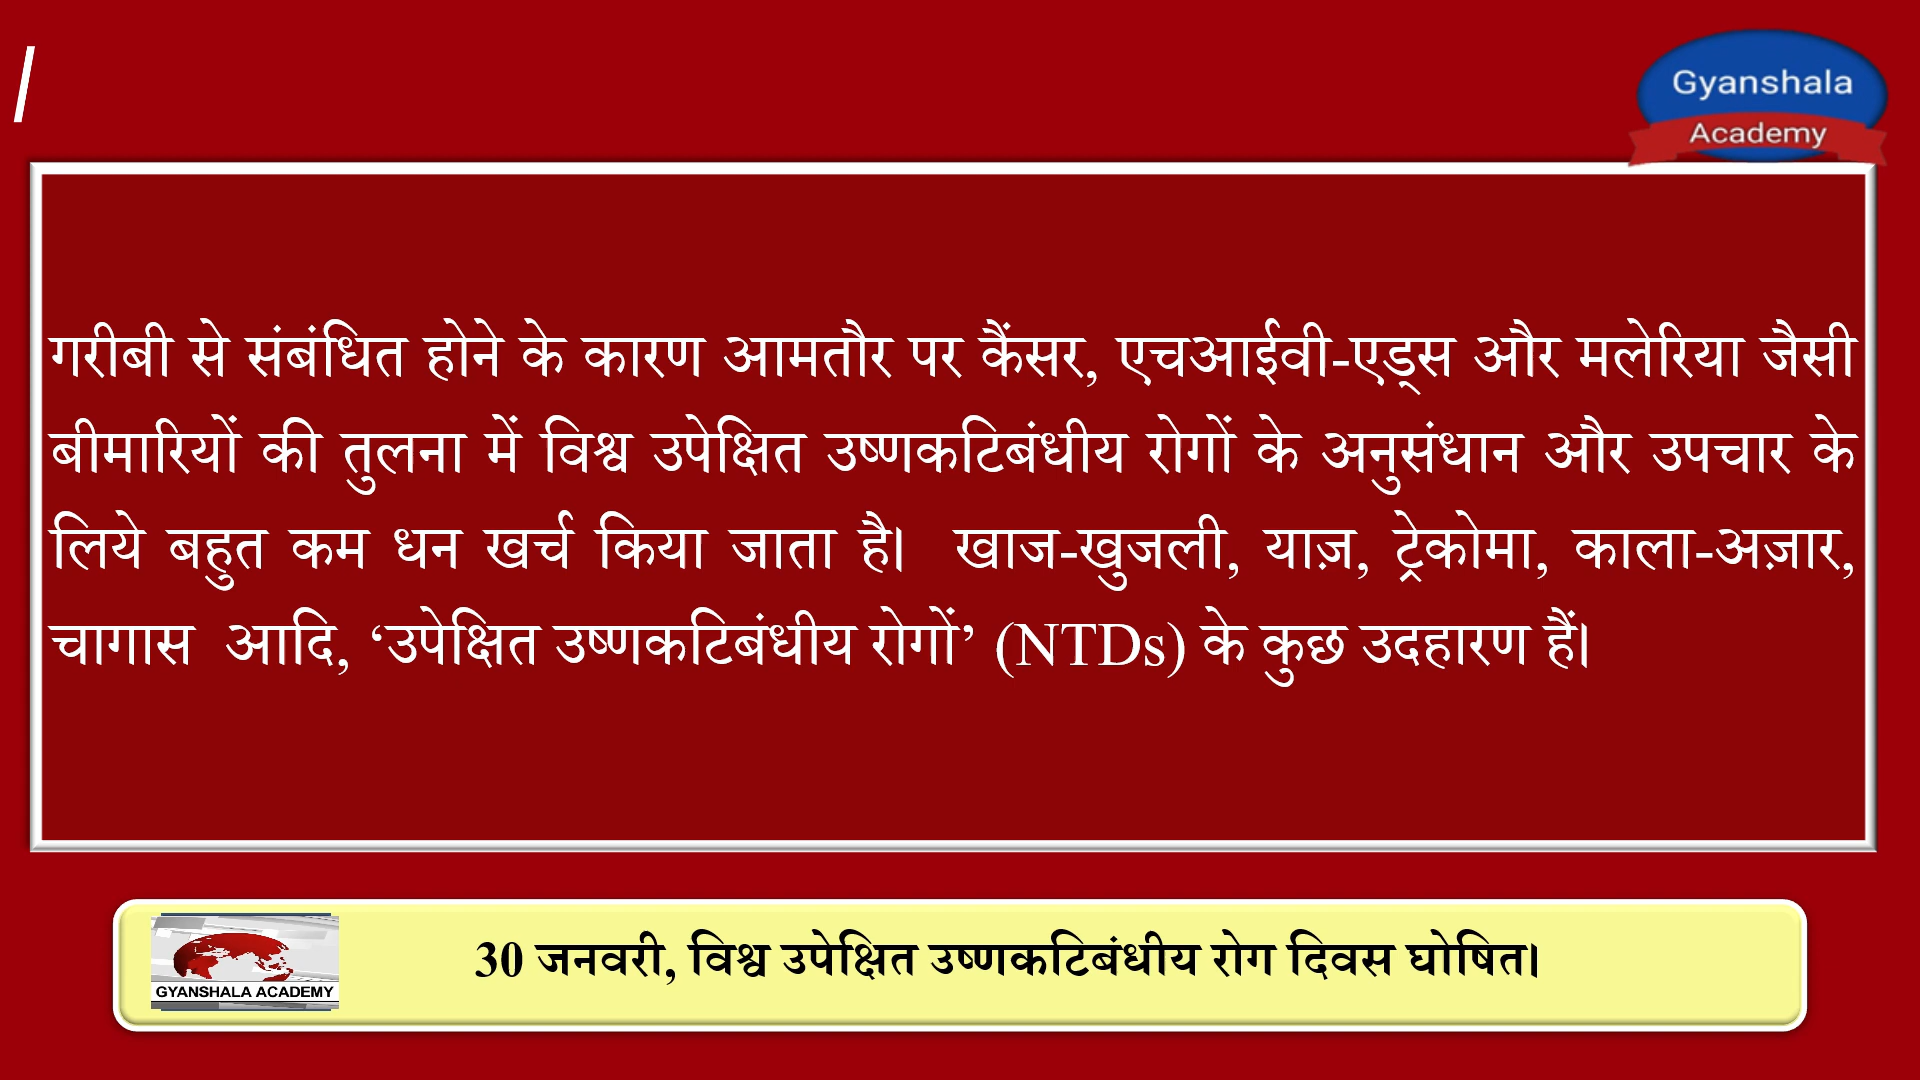 /
Gyanshala
Academy
गरीबी से संबंधित होने के कारण आमतौर पर कैंसर, एचआईवी-एड्स और मलेरिया जैसी
बीमारियों की तुलना में विश्व उपेक्षित उष्णकटिबंधीय रोगों के अनुसंधान और उपचार के
लिये बहुत कम धन खर्च किया जाता है। खाज-खुजली, याज़, ट्रेकोमा, काला-अज़ार,
चागास आदि, ‘उपेक्षित उष्णकटिबंधीय रोगों’ (NTDs) के कुछ उदहारण हैं।
GYANSHALA ACADEMY
30 जनवरी, विश्व उपेक्षित उष्णकटिबंधीय रोग दिवस घोषित।